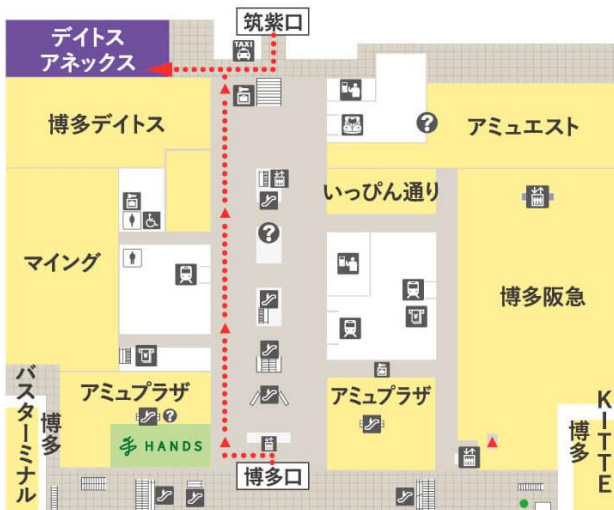 筑紫口
デイトス
アネックス
TAXI
博多デイトス
?
アミュエスト
いっぴん通り
?
マイング
博多阪急
バスターミナル
博多
アミュプラザ
?
HANDS
アミュプラザ
博多口
KITTE
博多